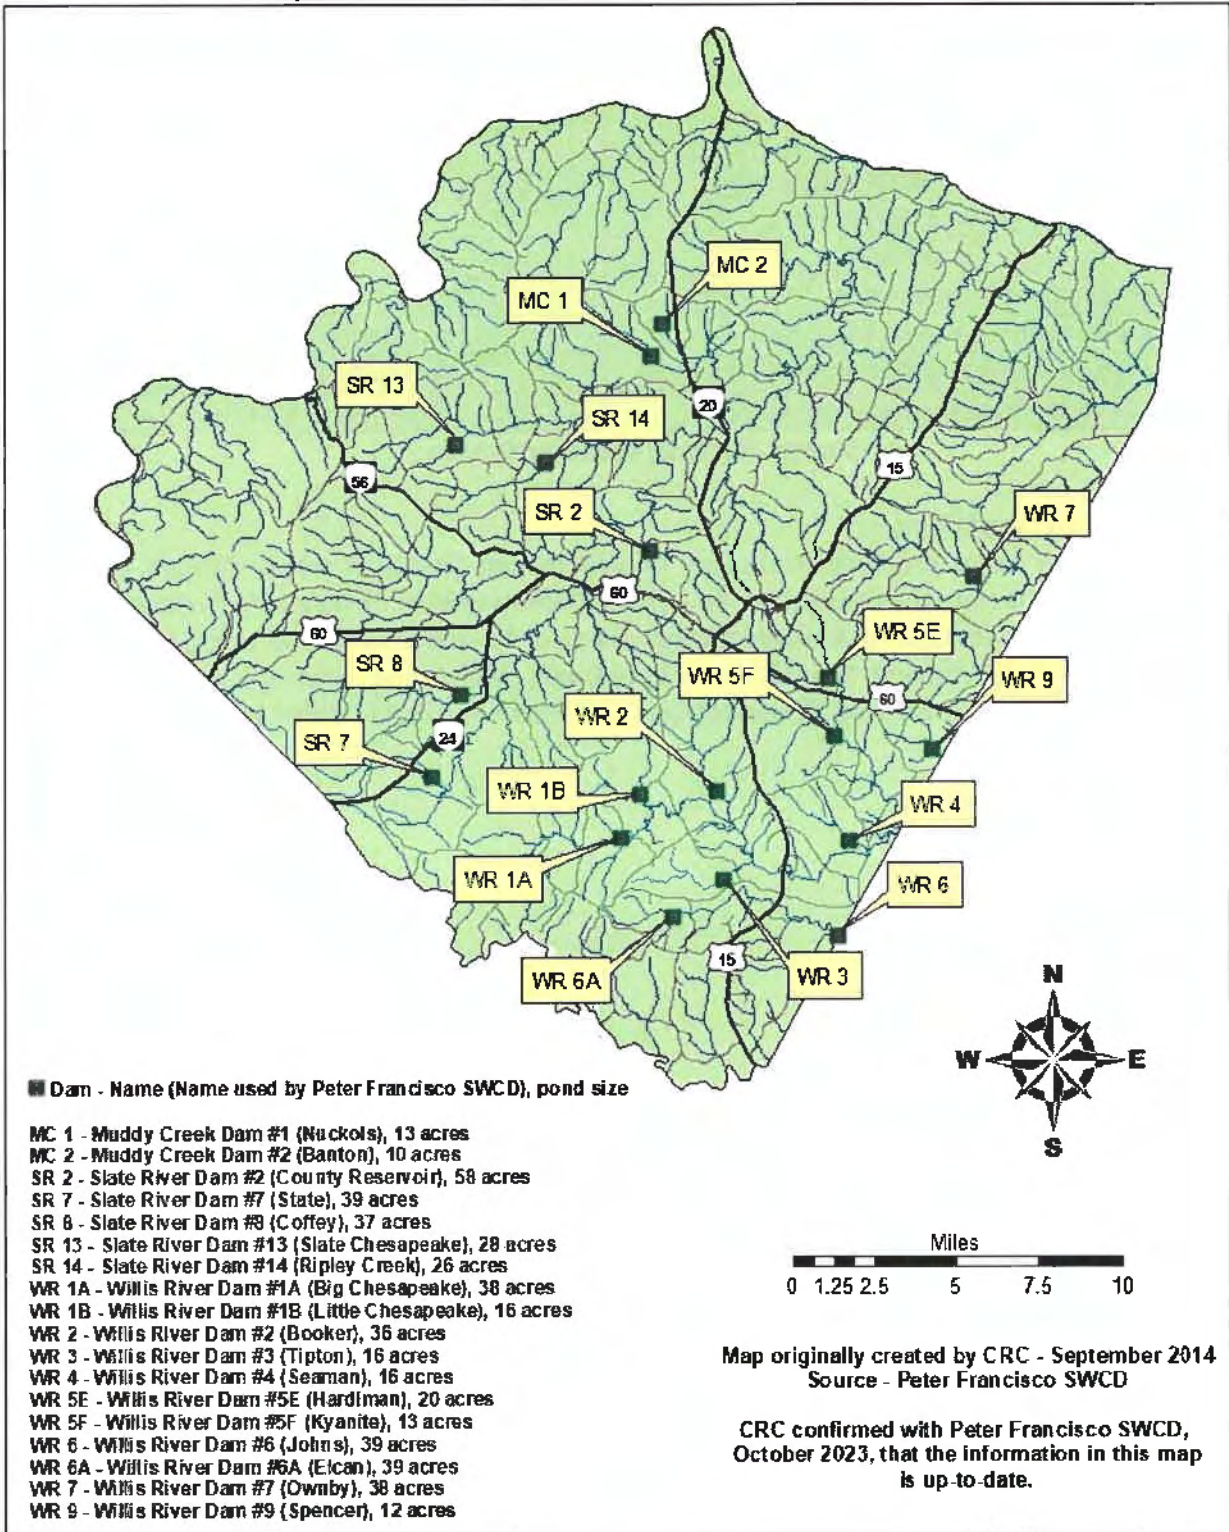 MC 2
MC 1
SR 13
SR 14
20
15
56
SR 2
WR 7
60
60
WR 5E
SR 8
WR 5F
WR 9
60
WR 2
24
SR 7
WR 1B
WR 4
WR 1A
WR 6
15
WR 6A
WR 3
N
W E
S
Dam - Name (Name used by Peter Francisco SWCD), pond size
MC 1 - Muddy Creek Dam #1 (Nuckols), 13 acres
MC 2 - Muddy Creek Dam #2 (Banton), 10 acres
SR 2 - Slate River Dam #2 (County Reservoir), 58 acres
SR 7 - Slate River Dam #7 (State), 39 acres
SR 8 - Slate River Dam #8 (Coffey), 37 acres
SR 13 - Slate River Dam #13 (Slate Chesapeake), 28 acres
SR 14 - Slate River Dam #14 (Ripley Creek), 26 acres
WR 1A - Willis River Dam #1A (Big Chesapeake), 38 acres
WR 1B - Willis River Dam #1B (Little Chesapeake), 16 acres
WR 2 - Willis River Dam #2 (Booker), 36 acres
WR 3 - Willis River Dam #3 (Tipton), 16 acres
WR 4 - Willis River Dam #4 (Seaman), 16 acres
WR 5E - Willis River Dam #5E (Hardiman), 20 acres
WR 5F - Willis River Dam #5F (Kyanite), 13 acres
WR 6 - Willis River Dam #6 (Johns), 39 acres
WR 6A - Willis River Dam #6A (Elcan), 39 acres
WR 7 - Willis River Dam #7 (Ownby), 38 acres
WR 9 - Willis River Dam #9 (Spencer), 12 acres
Miles
0 1.25 2.5 5 7.5 10
Map originally created by CRC - September 2014
Source - Peter Francisco SWCD
CRC confirmed with Peter Francisco SWCD,
October 2023, that the information in this map
is up-to-date.